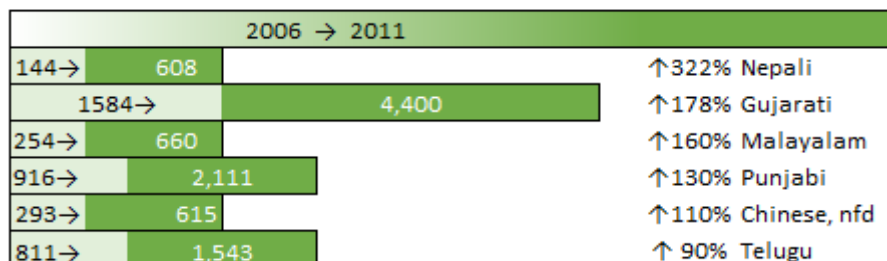 2006 → 2011
144→ 608 ↑322% Nepali
1584→ 4,400 ↑178% Gujarati
254→ 660 ↑160% Malayalam
916→ 2,111 ↑130% Punjabi
293→ 615 ↑110% Chinese, nfd
811→ 1,543 ↑ 90% Telugu